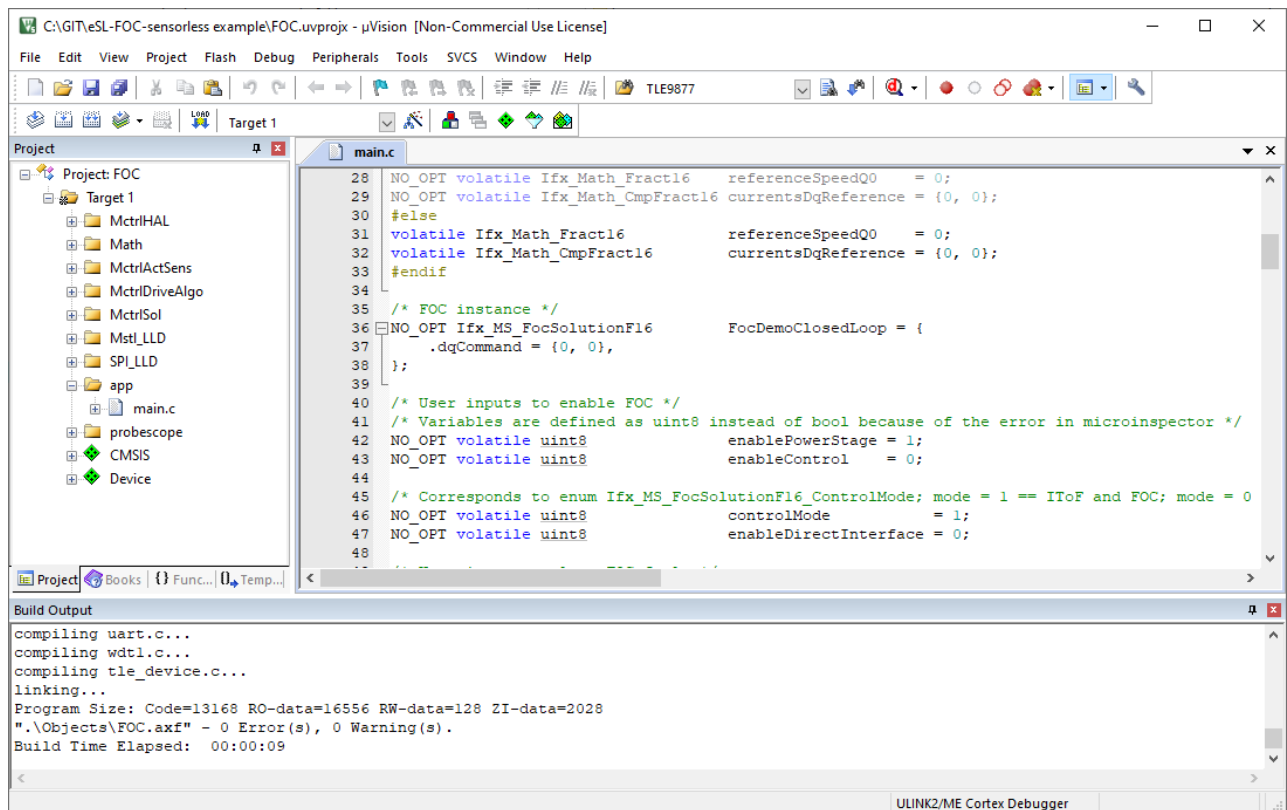 C:\GIT\eSL-FOC-sensorless example\FOC.uvprojx - µVision [Non-Commercial Use License]
File Edit View Project Flash Debug Peripherals Tools SVCS Window Help
TLE9877
LOAD Target 1
Project
main.c
Project: FOC
Target 1
MctrlHAL
Math
MctrlActSens
MctrlDriveAlgo
MctrlSol
Mstl_LLD
SPI_LLD
app
main.c
probescope
CMSIS
Device
28 NO_OPT volatile Ifx_Math_Fract16 referenceSpeedQ0 = 0;
29 NO_OPT volatile Ifx_Math_CmpFract16 currentsDqReference = {0, 0};
30 #else
31 volatile Ifx_Math_Fract16 referenceSpeedQ0 = 0;
32 volatile Ifx_Math_CmpFract16 currentsDqReference = {0, 0};
33 #endif
34
35 /* FOC instance */
36 NO_OPT Ifx_MS_FocSolutionF16 FocDemoClosedLoop = {
37 .dqCommand = {0, 0},
38 };
39
40 /* User inputs to enable FOC */
41 /* Variables are defined as uint8 instead of bool because of the error in microinspector */
42 NO_OPT volatile uint8 enablePowerStage = 1;
43 NO_OPT volatile uint8 enableControl = 0;
44
45 /* Corresponds to enum Ifx_MS_FocSolutionF16_ControlMode; mode = 1 == IToF and FOC; mode = 0
46 NO_OPT volatile uint8 controlMode = 1;
47 NO_OPT volatile uint8 enableDirectInterface = 0;
48
Project Books {} Func... 0 Temp...
Build Output
compiling uart.c...
compiling wdt1.c...
compiling tle_device.c...
linking...
Program Size: Code=13168 RO-data=16556 RW-data=128 ZI-data=2028
".\Objects\FOC.axf" - 0 Error(s), 0 Warning(s).
Build Time Elapsed: 00:00:09
ULINK2/ME Cortex Debugger